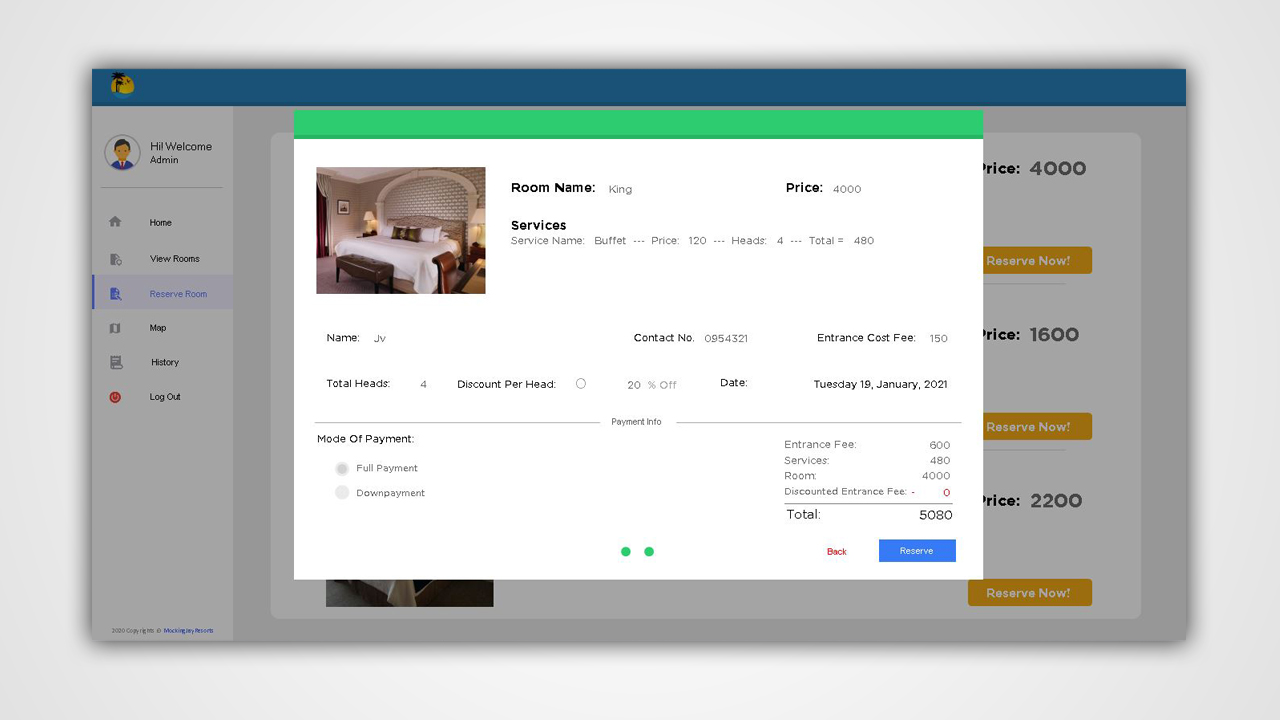 Hi! Welcome
Admin
Home
View Rooms
Reserve Room
Map
History
Log Out
2020 Copyrights © MockingJayResorts
Room Name: King Price: 4000
Services
Service Name: Buffet --- Price: 120 --- Heads: 4 --- Total = 480
Name: Jv Contact No. 0954321 Entrance Cost Fee: 150
Total Heads: 4 Discount Per Head: 20 % Off Date: Tuesday 19, January, 2021
Payment Info
Mode Of Payment:
Full Payment
Downpayment
Entrance Fee: 600
Services: 480
Room: 4000
Discounted Entrance Fee: - 0
Total: 5080
Back Reserve
Price: 4000
Reserve Now!
Price: 1600
Reserve Now!
Price: 2200
Reserve Now!